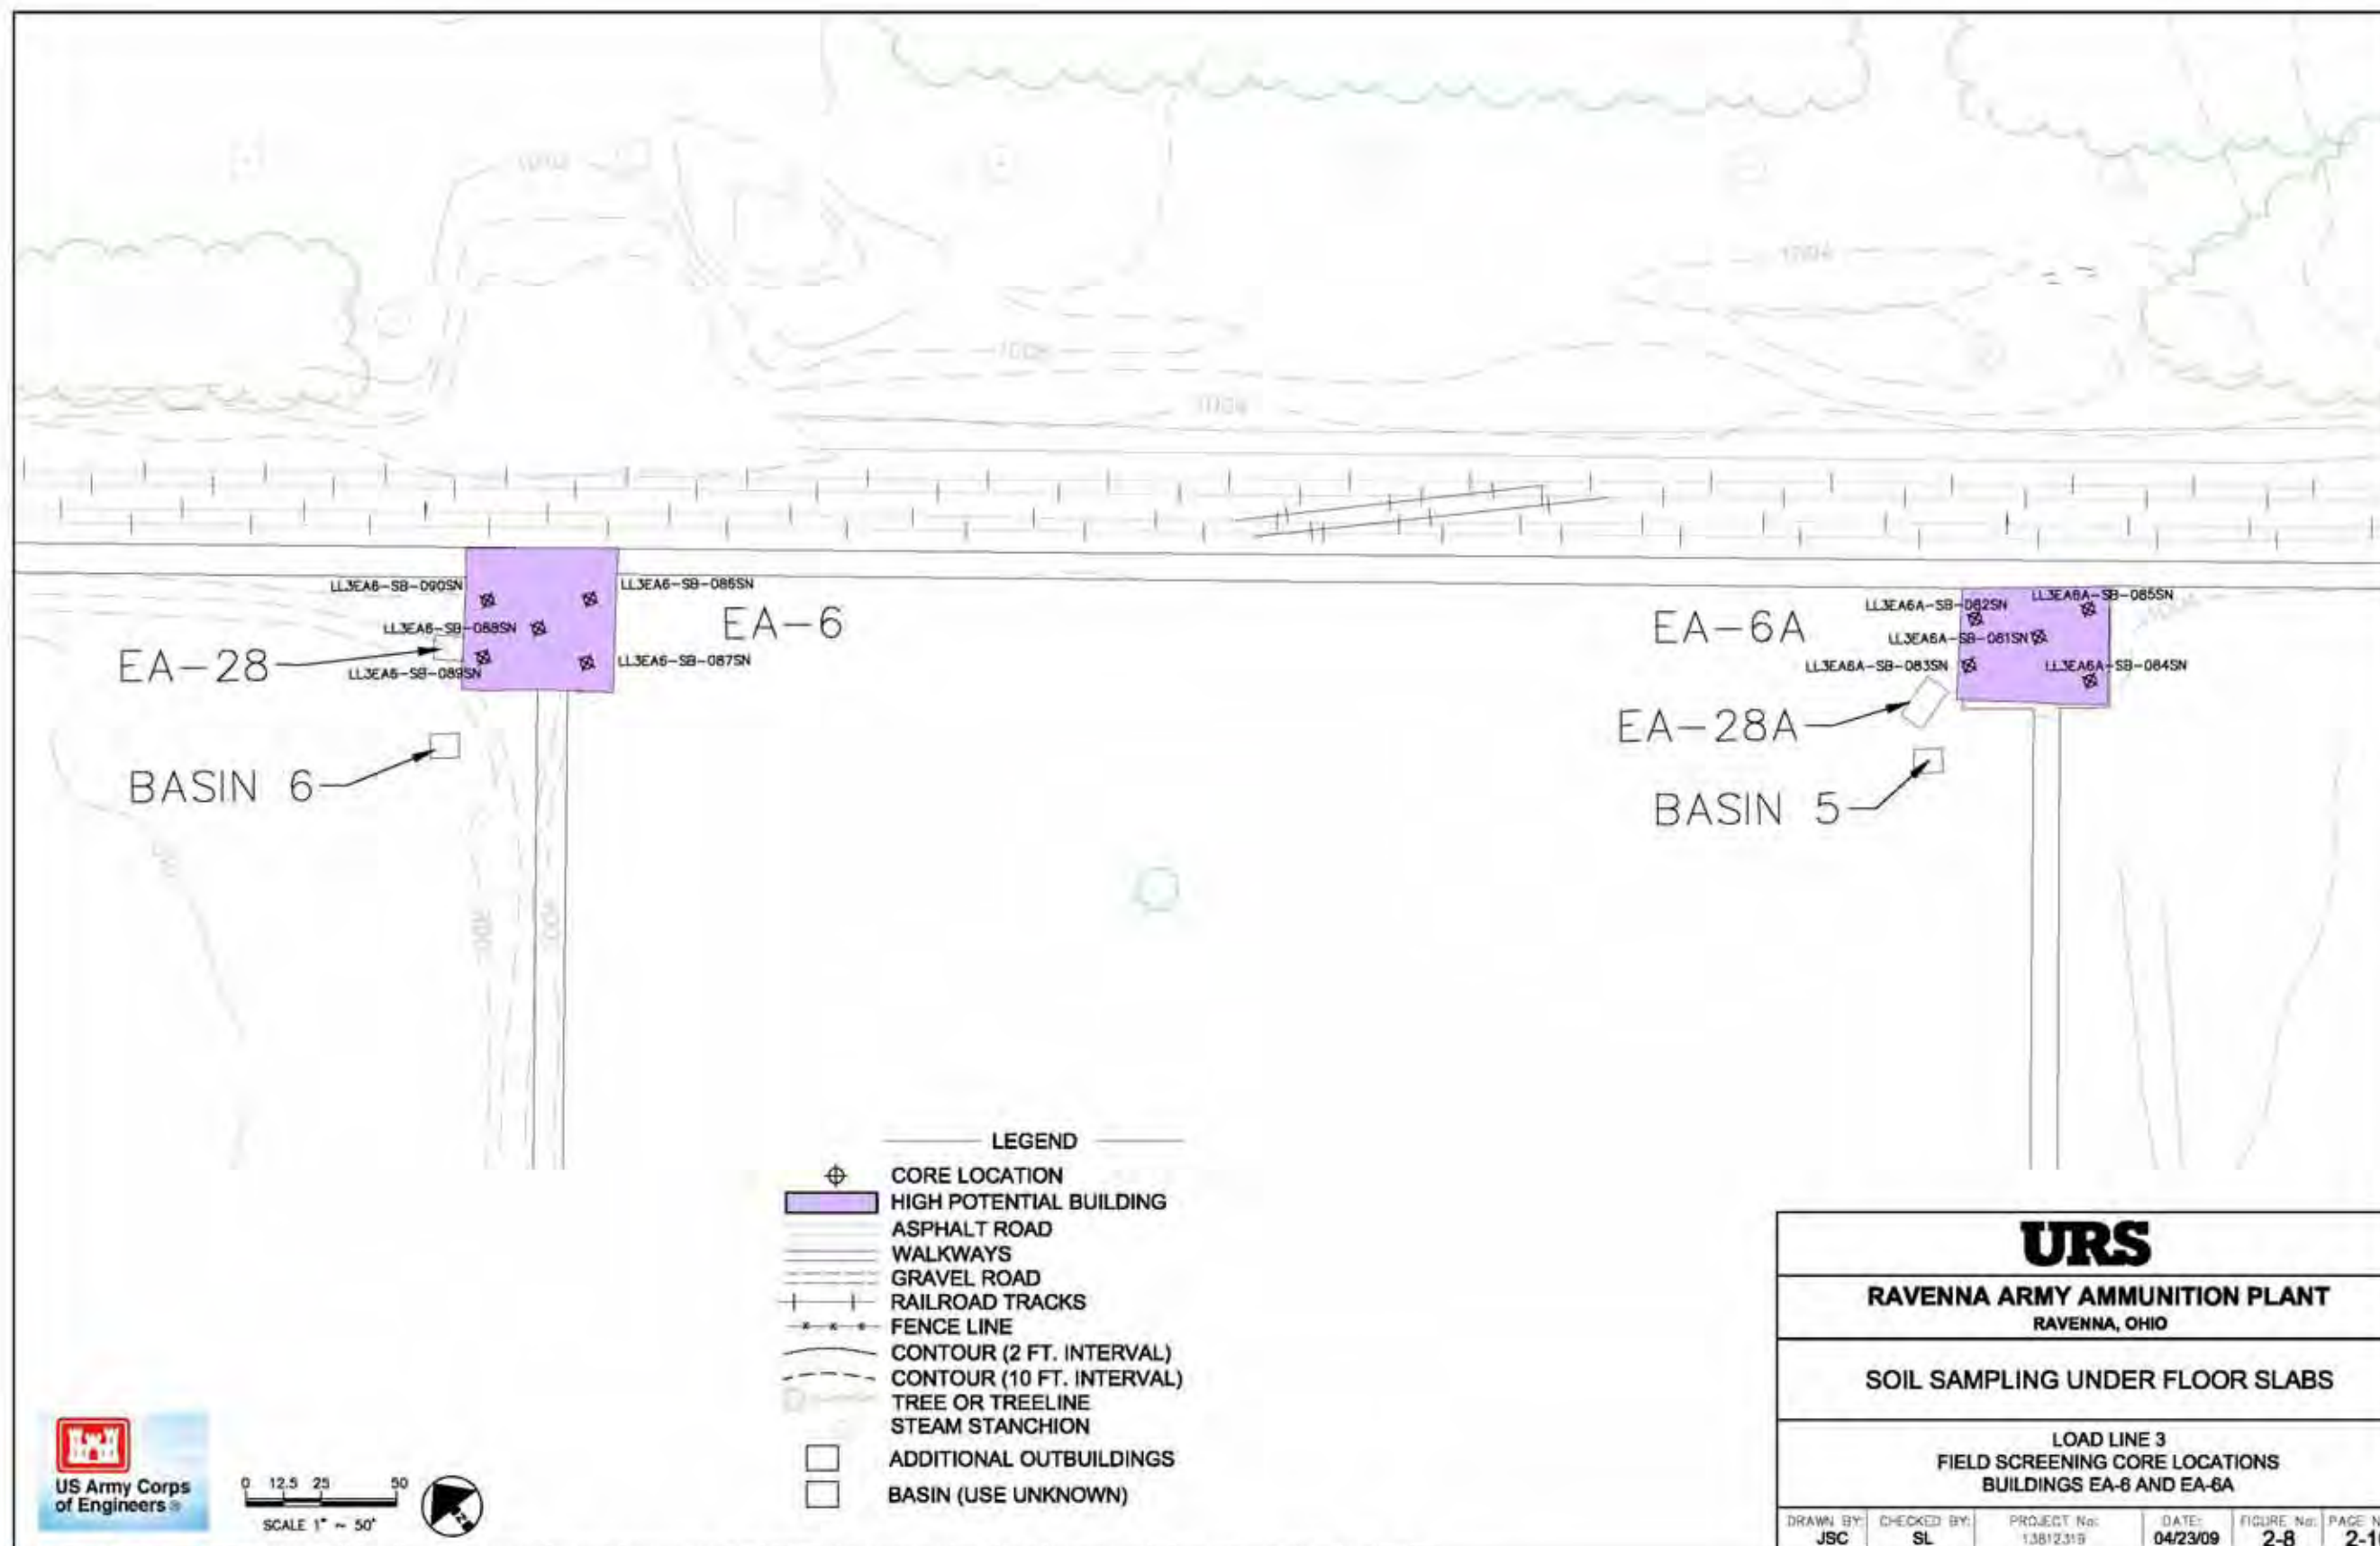 1004
1004
LL3EA6-SB-090SN
LL3EA6-SB-088SN
LL3EA6-SB-089SN
LL3EA6-SB-087SN
EA-6
EA-28
BASIN 6
LL3EA6A-SB-082SN
LL3EA6A-SB-085SN
LL3EA6A-SB-081SN
LL3EA6A-SB-083SN
LL3EA6A-SB-084SN
EA-6A
EA-28A
BASIN 5
LEGEND
CORE LOCATION
HIGH POTENTIAL BUILDING
ASPHALT ROAD
WALKWAYS
GRAVEL ROAD
RAILROAD TRACKS
FENCE LINE
CONTOUR (2 FT. INTERVAL)
CONTOUR (10 FT. INTERVAL)
TREE OR TREELINE
STEAM STANCHION
ADDITIONAL OUTBUILDINGS
BASIN (USE UNKNOWN)
US Army Corps
of Engineers®
0 12.5 25 50
SCALE 1" ~ 50'
URS
RAVENNA ARMY AMMUNITION PLANT
RAVENNA, OHIO
SOIL SAMPLING UNDER FLOOR SLABS
LOAD LINE 3
FIELD SCREENING CORE LOCATIONS
BUILDINGS EA-6 AND EA-6A
DRAWN BY: CHECKED BY: PROJECT No: DATE: FIGURE No: PAGE N
JSC SL 13812319 04/23/09 2-8